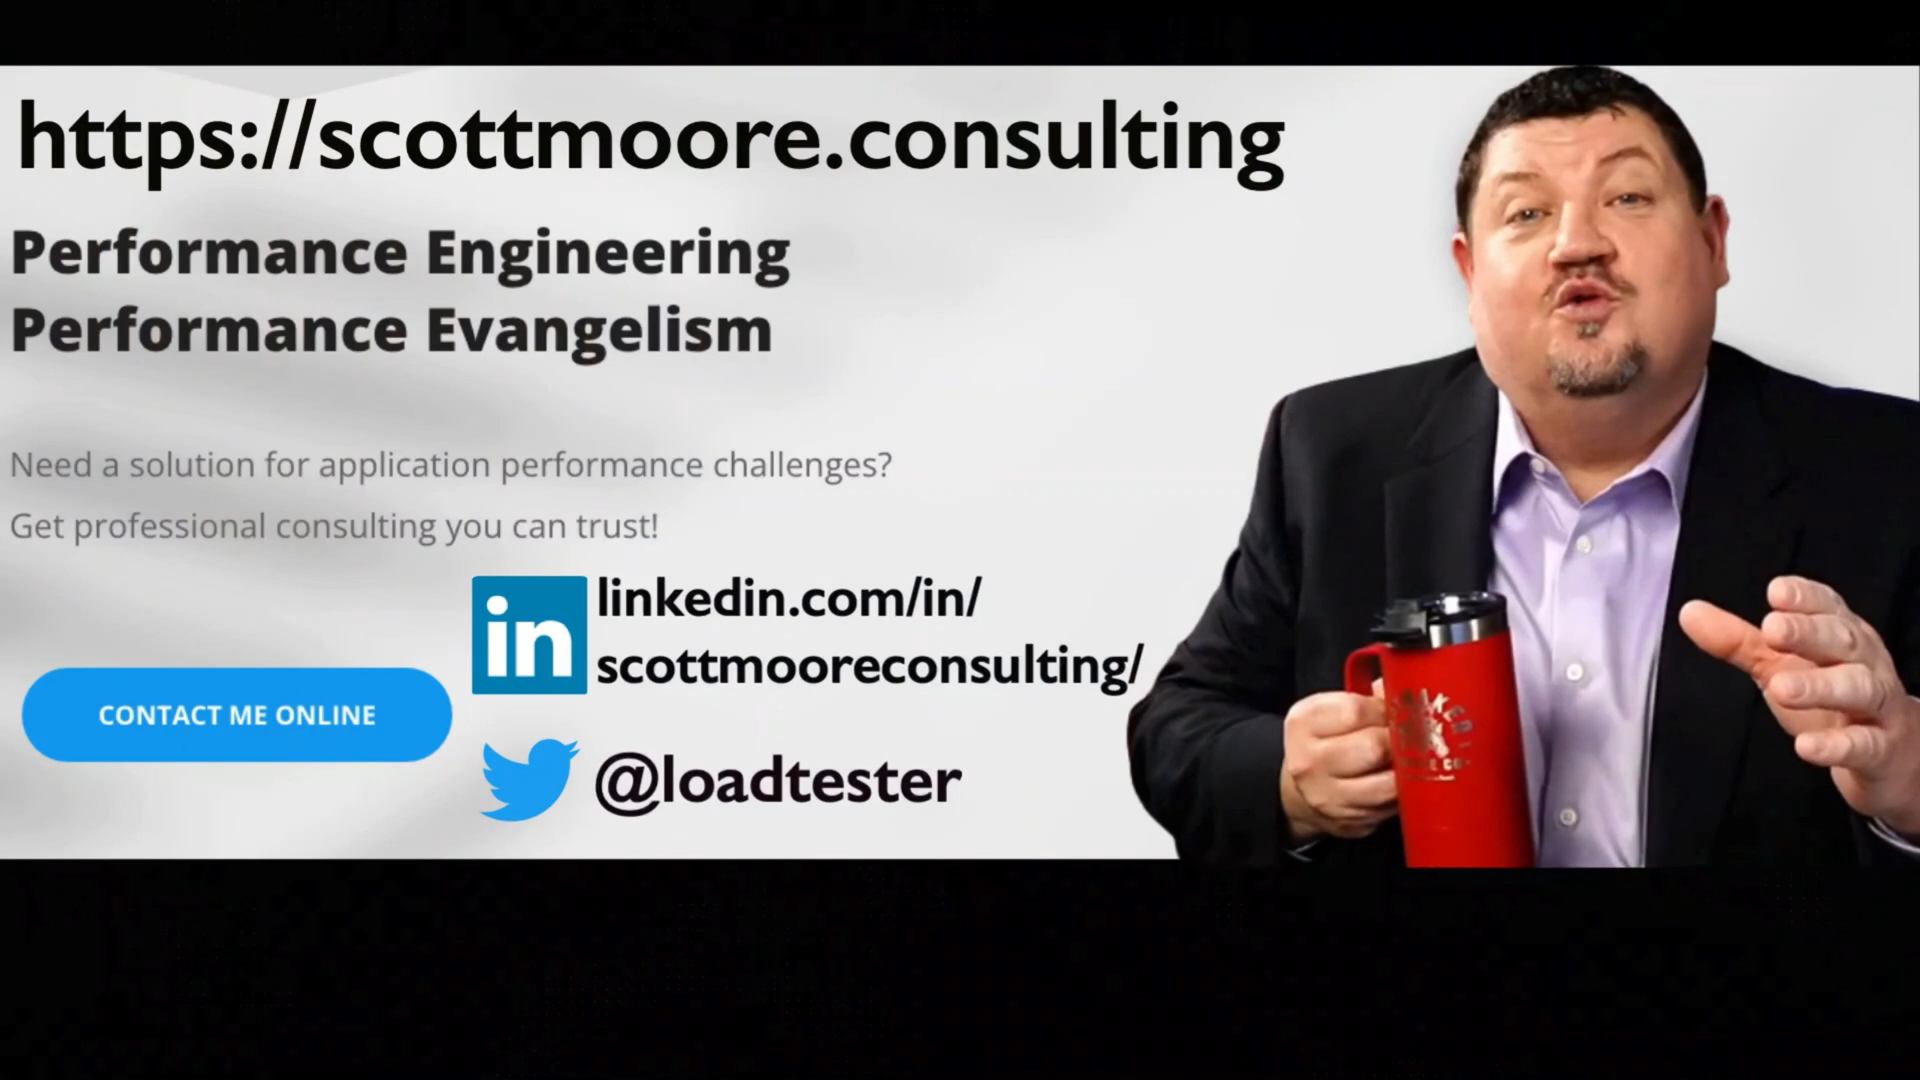 https://scottmoore.consulting
Performance Engineering
Performance Evangelism
Need a solution for application performance challenges?
Get professional consulting you can trust!
in
linkedin.com/in/
scottmooreconsulting/
CONTACT ME ONLINE
@loadtester